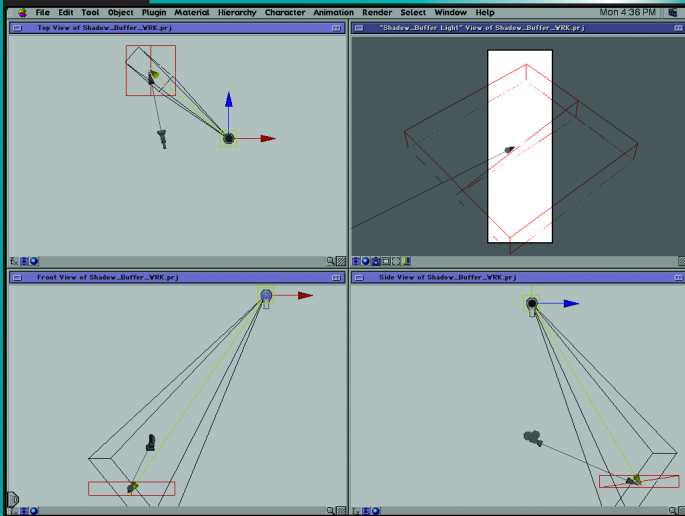 File Edit Tool Object Plugin Material Hierarchy Character Animation Render Select Window Help Mon 4:36 PM
Top View of Shadow_Buffer_WRK.prj
"Shadow_Buffer Light" View of Shadow_Buffer_WRK.prj
Front View of Shadow_Buffer_WRK.prj
Side View of Shadow_Buffer_WRK.prj